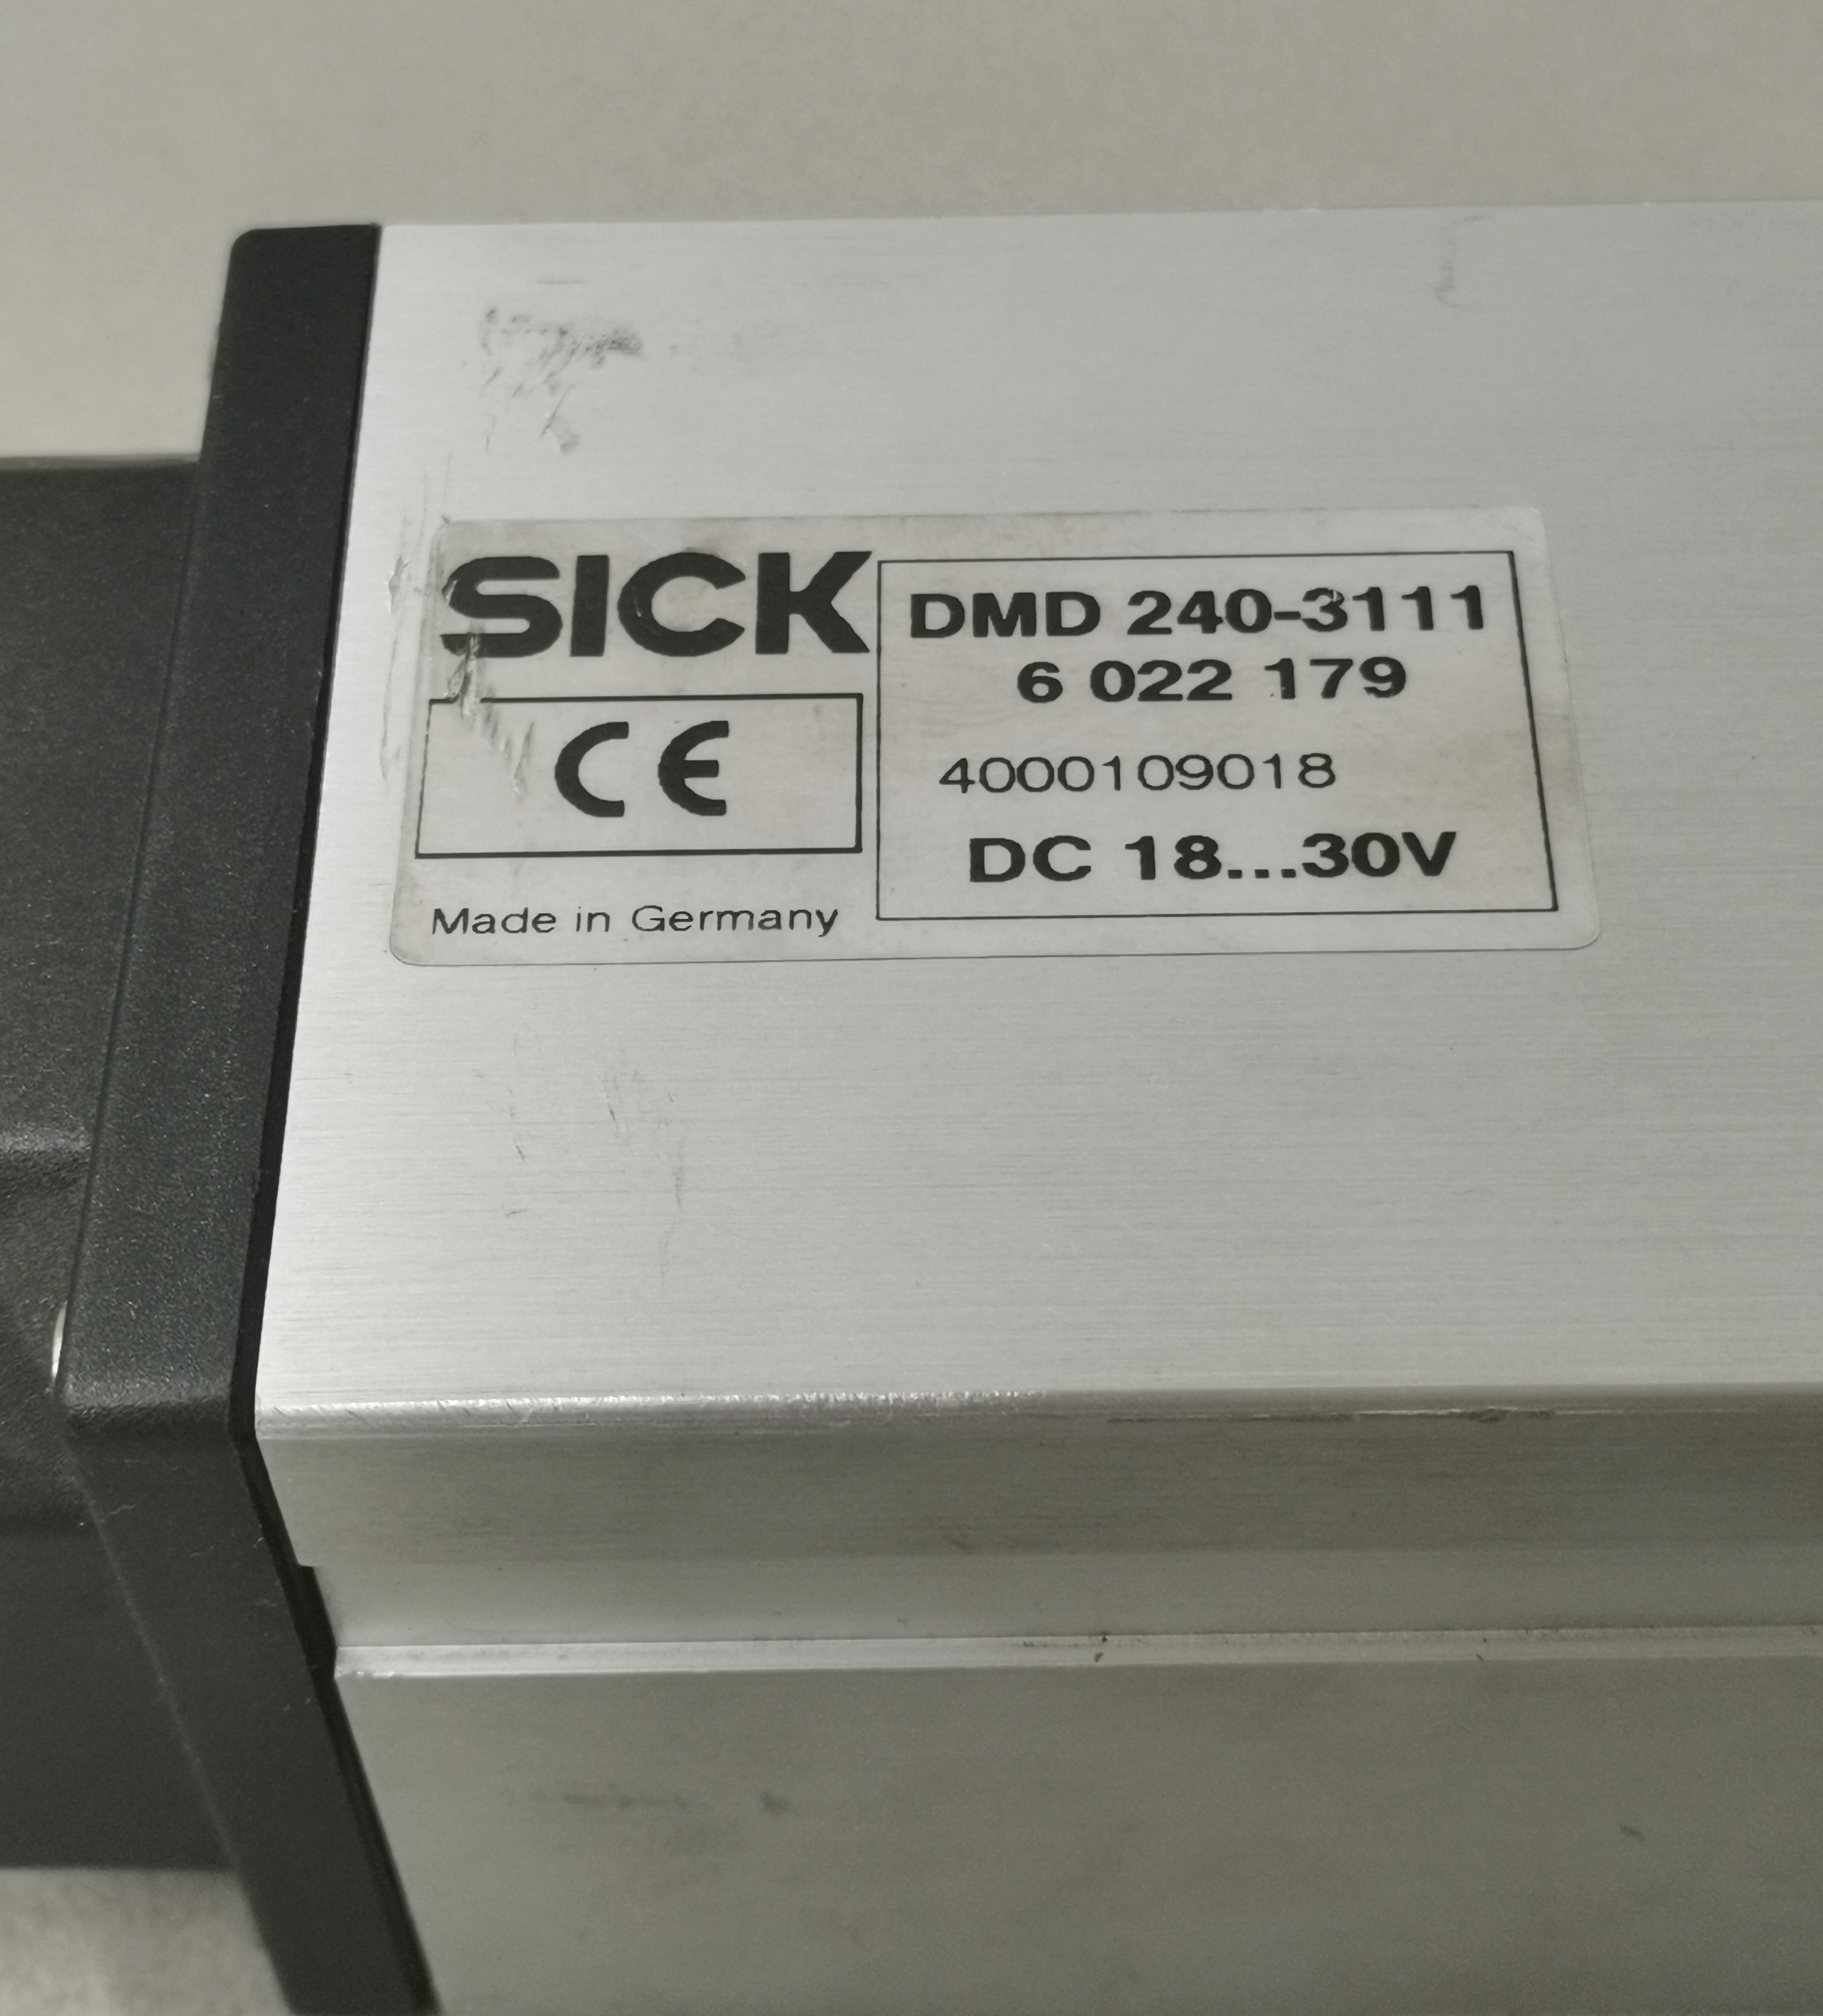 SICK
CE
Made in Germany
DMD 240-3111
6 022 179
4000109018
DC 18...30V